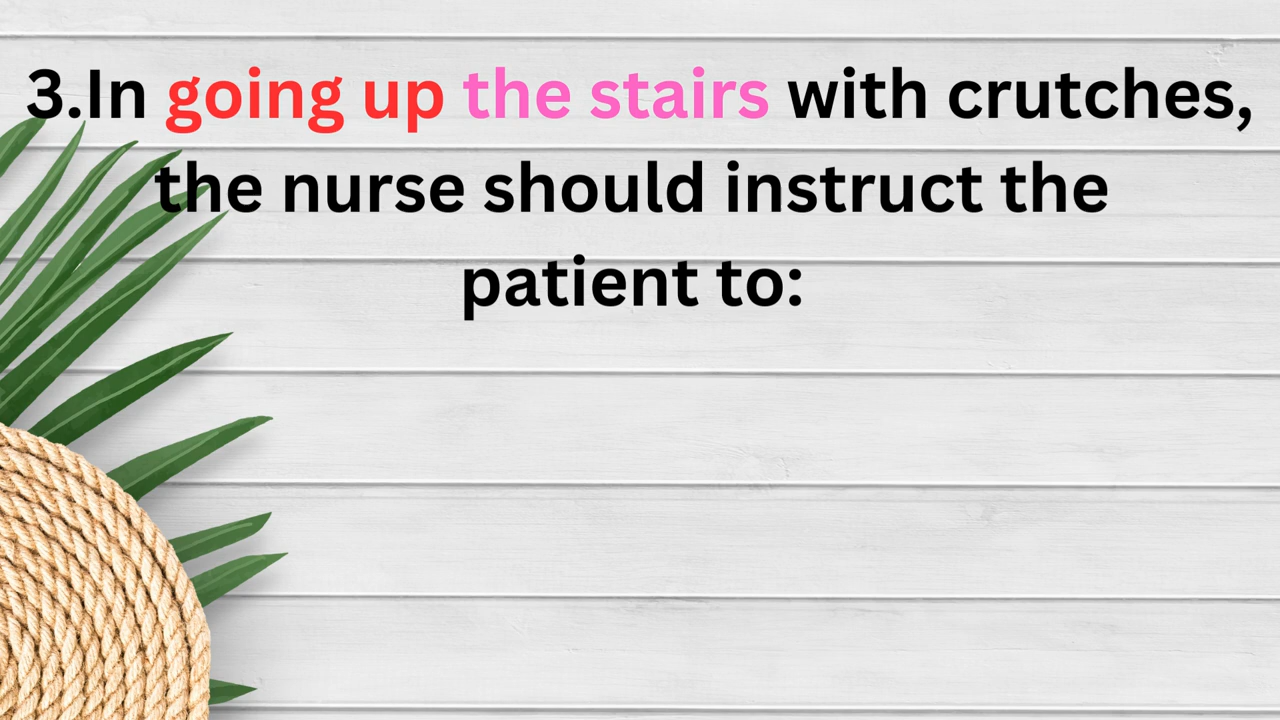 3.In going up the stairs with crutches,
the nurse should instruct the
patient to: